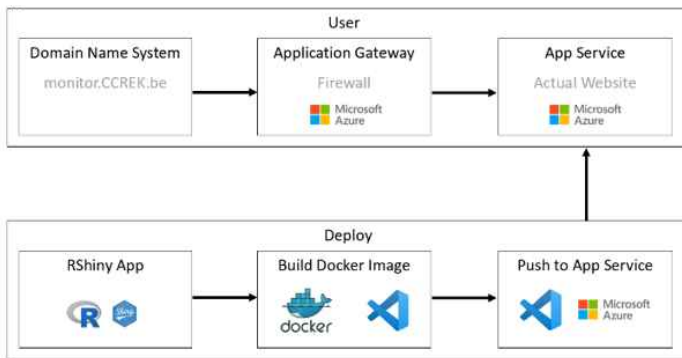 User
Domain Name System
monitor.CCREK.be
Application Gateway
Firewall
Microsoft
Azure
App Service
Actual Website
Microsoft
Azure
Deploy
RShiny App
R
Shiny
Build Docker Image
docker
Push to App Service
Microsoft
Azure